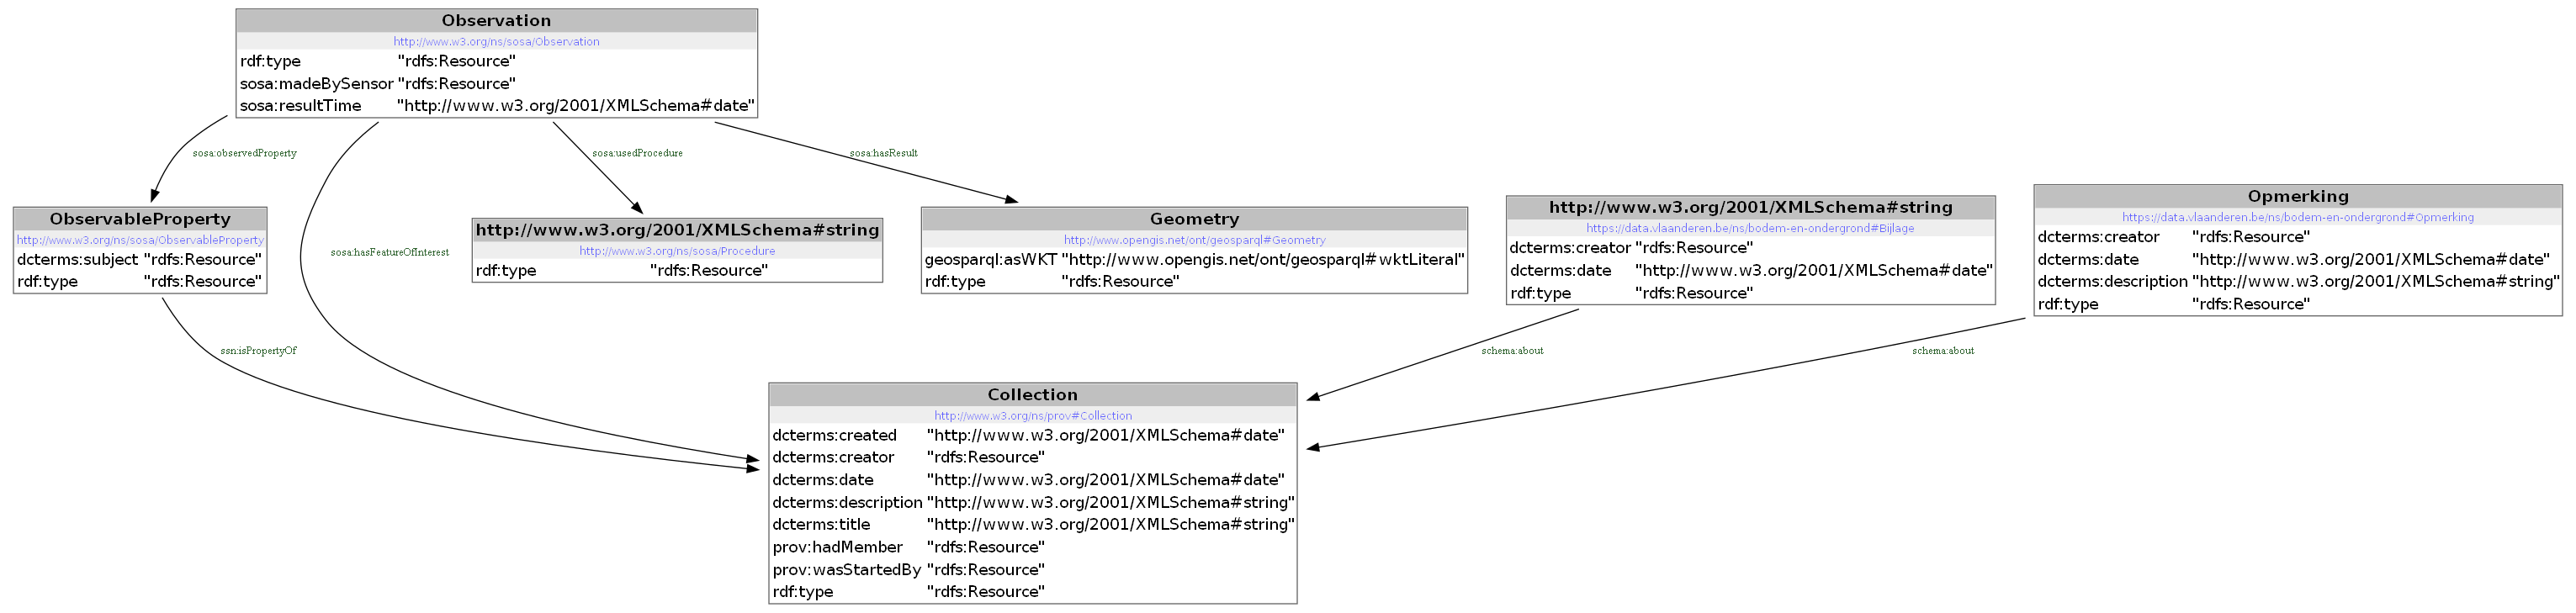 Observation
http://www.w3.org/ns/sosa/Observation
rdf:type "rdfs:Resource"
sosa:madeBySensor "rdfs:Resource"
sosa:resultTime "http://www.w3.org/2001/XMLSchema#date"
sosa:observedProperty
sosa:hasFeatureOfInterest
sosa:usedProcedure
sosa:hasResult
ObservableProperty
http://www.w3.org/ns/sosa/ObservableProperty
dcterms:subject "rdfs:Resource"
rdf:type "rdfs:Resource"
http://www.w3.org/2001/XMLSchema#string
http://www.w3.org/ns/sosa/Procedure
rdf:type "rdfs:Resource"
Geometry
http://www.opengis.net/ont/geosparql#Geometry
geosparql:asWKT "http://www.opengis.net/ont/geosparql#wktLiteral"
rdf:type "rdfs:Resource"
http://www.w3.org/2001/XMLSchema#string
https://data.vlaanderen.be/ns/bodem-en-ondergrond#Bijlage
dcterms:creator "rdfs:Resource"
dcterms:date "http://www.w3.org/2001/XMLSchema#date"
rdf:type "rdfs:Resource"
Opmerking
https://data.vlaanderen.be/ns/bodem-en-ondergrond#Opmerking
dcterms:creator "rdfs:Resource"
dcterms:date "http://www.w3.org/2001/XMLSchema#date"
dcterms:description "http://www.w3.org/2001/XMLSchema#string"
rdf:type "rdfs:Resource"
ssn:isPropertyOf
schema:about
schema:about
Collection
http://www.w3.org/ns/prov#Collection
dcterms:created "http://www.w3.org/2001/XMLSchema#date"
dcterms:creator "rdfs:Resource"
dcterms:date "http://www.w3.org/2001/XMLSchema#date"
dcterms:description "http://www.w3.org/2001/XMLSchema#string"
dcterms:title "http://www.w3.org/2001/XMLSchema#string"
prov:hadMember "rdfs:Resource"
prov:wasStartedBy "rdfs:Resource"
rdf:type "rdfs:Resource"